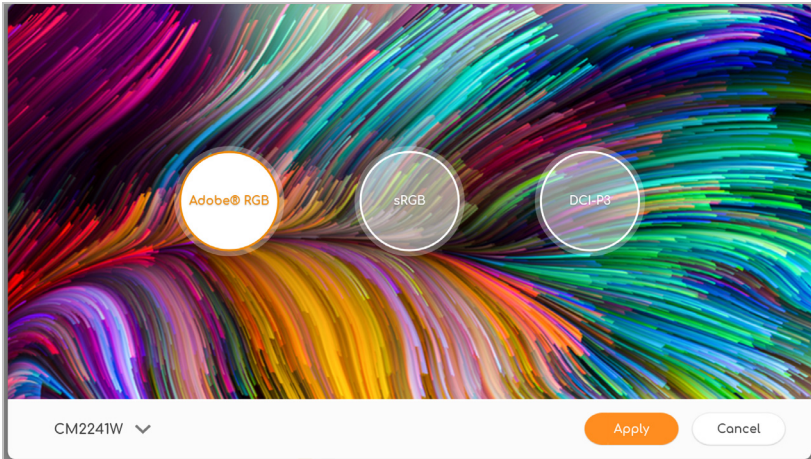 Adobe® RGB
sRGB
DCI-P3
CM2241W
Apply
Cancel